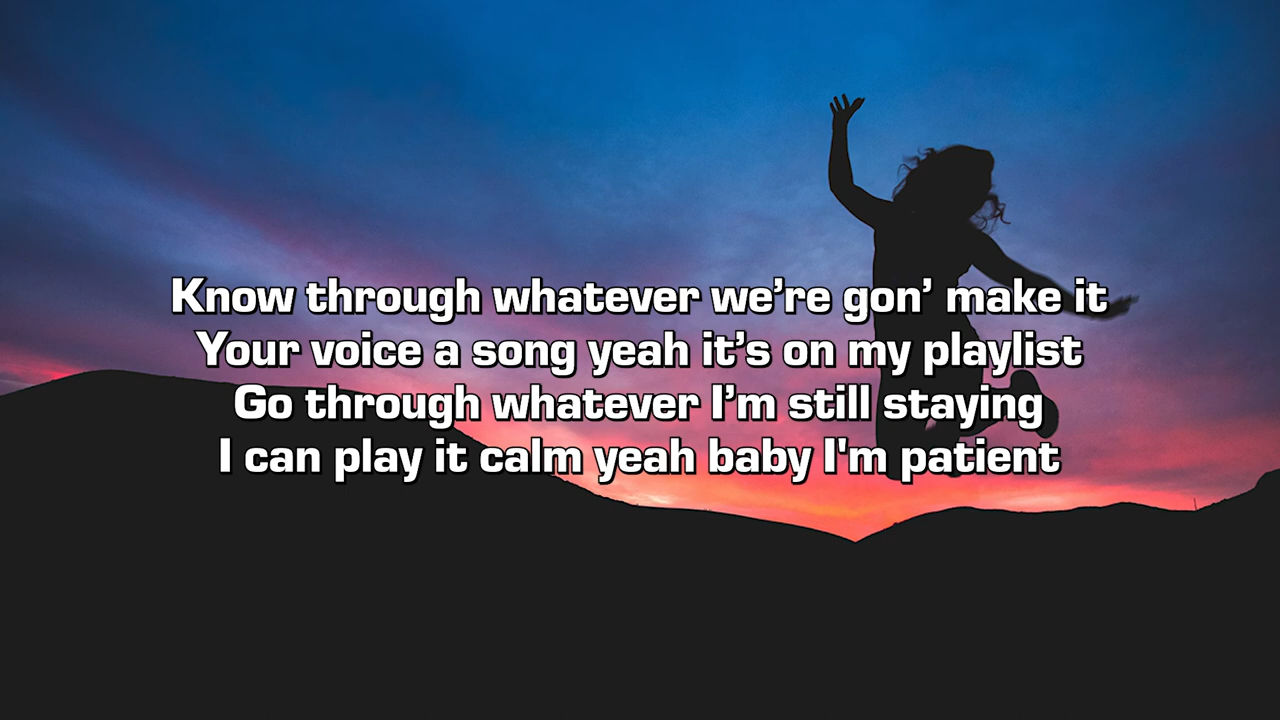 Know through whatever we’re gon’ make it
Your voice a song yeah it’s on my playlist
Go through whatever I’m still staying
I can play it calm yeah baby I'm patient